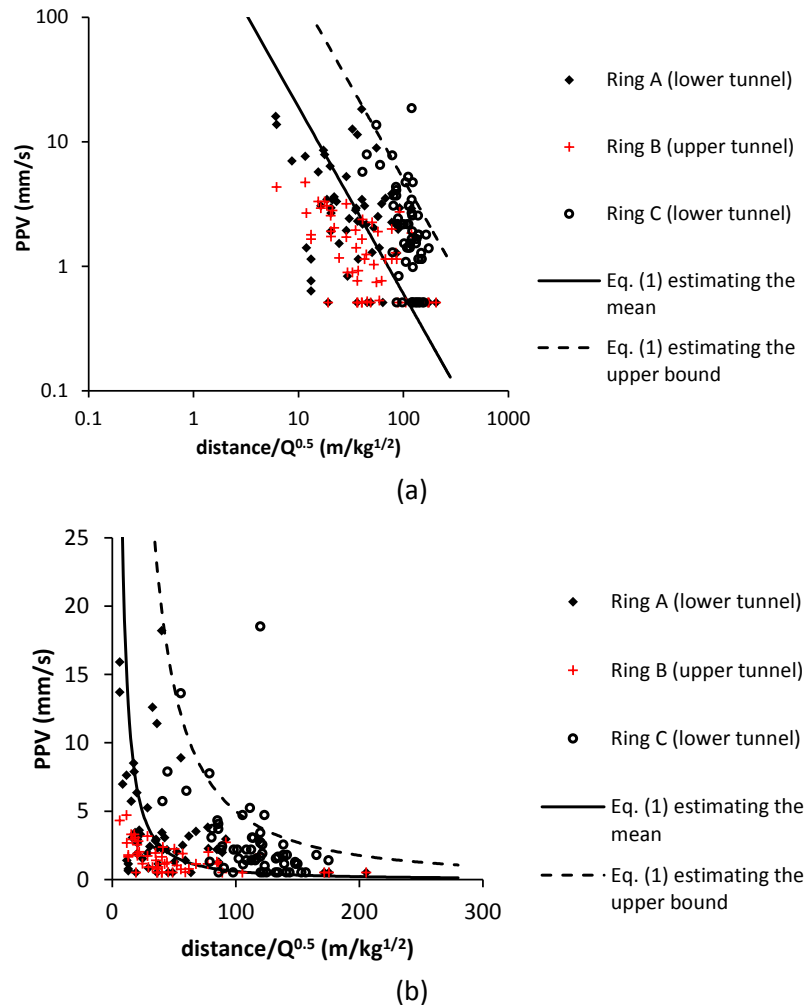 100
10
1
0.1
PPV (mm/s)
0.1 1 10 100 1000
distance/Q^0.5 (m/kg^1/2)
Ring A (lower tunnel)
Ring B (upper tunnel)
Ring C (lower tunnel)
Eq. (1) estimating the
mean
Eq. (1) estimating the
upper bound
(a)
25
20
15
10
5
0
PPV (mm/s)
0 100 200 300
distance/Q^0.5 (m/kg^1/2)
Ring A (lower tunnel)
Ring B (upper tunnel)
Ring C (lower tunnel)
Eq. (1) estimating the
mean
Eq. (1) estimating the
upper bound
(b)